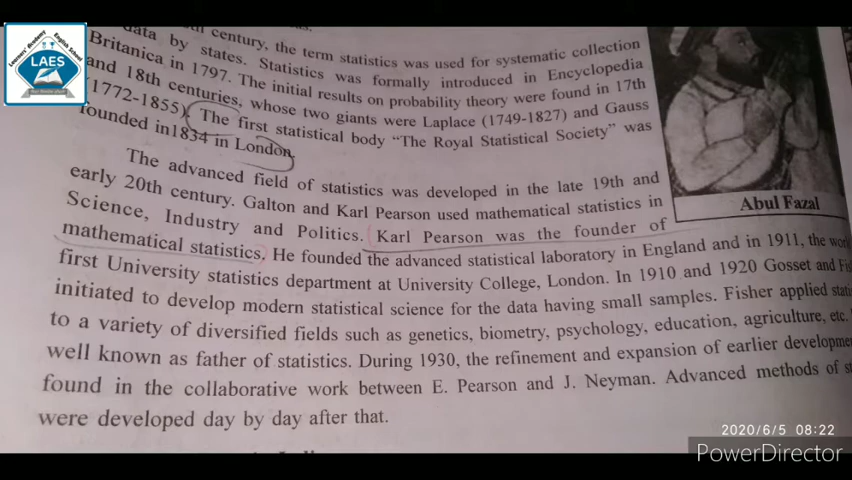 Learners' Academy English School
LAES
century, the term statistics was used for systematic collection
data by states. Statistics was formally introduced in Encyclopedia
Britanica in 1797. The initial results on probability theory were found in 17th
and 18th centuries, whose two giants were Laplace (1749-1827) and Gauss
(1772-1855). The first statistical body “The Royal Statistical Society” was
founded in1834 in London.
The advanced field of statistics was developed in the late 19th and
early 20th century. Galton and Karl Pearson used mathematical statistics in
Science, Industry and Politics. Karl Pearson was the founder of
mathematical statistics. He founded the advanced statistical laboratory in England and in 1911, the
first University statistics department at University College, London. In 1910 and 1920 Gosset and
initiated to develop modern statistical science for the data having small samples. Fisher applied
to a variety of diversified fields such as genetics, biometry, psychology, education, agriculture, etc.
well known as father of statistics. During 1930, the refinement and expansion of earlier
found in the collaborative work between E. Pearson and J. Neyman. Advanced methods of
were developed day by day after that.
Abul Fazal
2020/6/5 08:22
PowerDirector